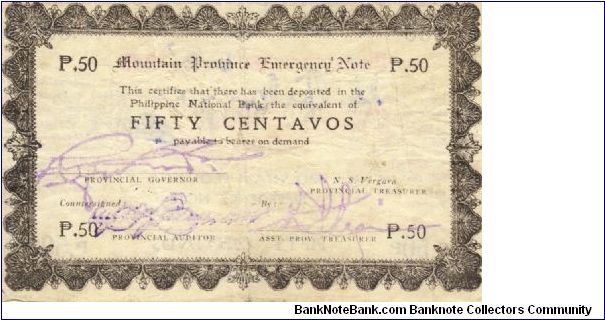 ₱.50 Mountain Province Emergency Note ₱.50
This certifies that there has been deposited in the
Philippine National Bank the equivalent of
FIFTY CENTAVOS
payable to bearer on demand
PROVINCIAL GOVERNOR
N. S. Vergara
PROVINCIAL TREASURER
Countersigned: By:
₱.50 ₱.50
PROVINCIAL AUDITOR ASST. PROV. TREASURER
BankNoteBank.com Banknote Collectors Community